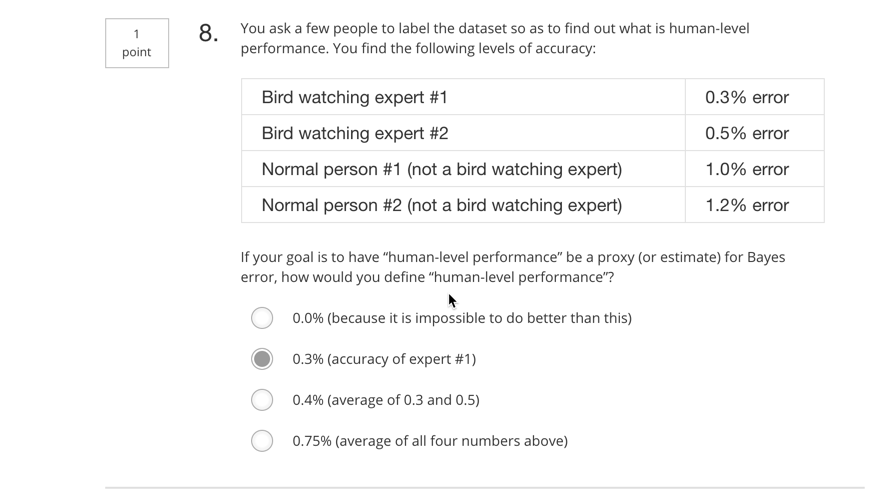 1
point
8.
You ask a few people to label the dataset so as to find out what is human-level
performance. You find the following levels of accuracy:
Bird watching expert #1 0.3% error
Bird watching expert #2 0.5% error
Normal person #1 (not a bird watching expert) 1.0% error
Normal person #2 (not a bird watching expert) 1.2% error
If your goal is to have “human-level performance” be a proxy (or estimate) for Bayes
error, how would you define “human-level performance”?
0.0% (because it is impossible to do better than this)
0.3% (accuracy of expert #1)
0.4% (average of 0.3 and 0.5)
0.75% (average of all four numbers above)